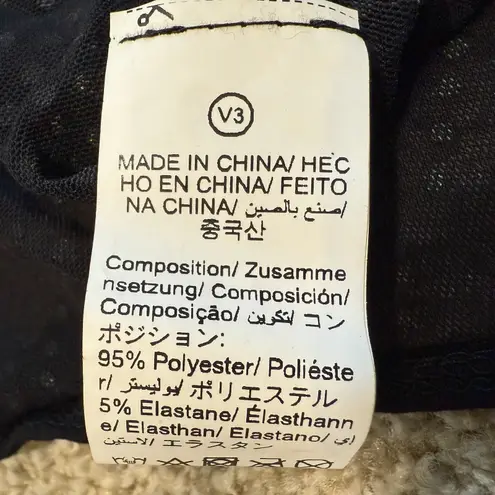 V3
MADE IN CHINA/ HEC
HO EN CHINA/ FEITO
NA CHINA/ صنع بالصين/
중국산
Composition/ Zusamme
nsetzung/ Composición/
Composição/ تكوين/ コン
ポジション:
95% Polyester/ Poliéste
r/ بوليستر/ ポリエステル
5% Elastane/ Élasthann
e/ Elasthan/ Elastano/
الاستين/ エラスタン